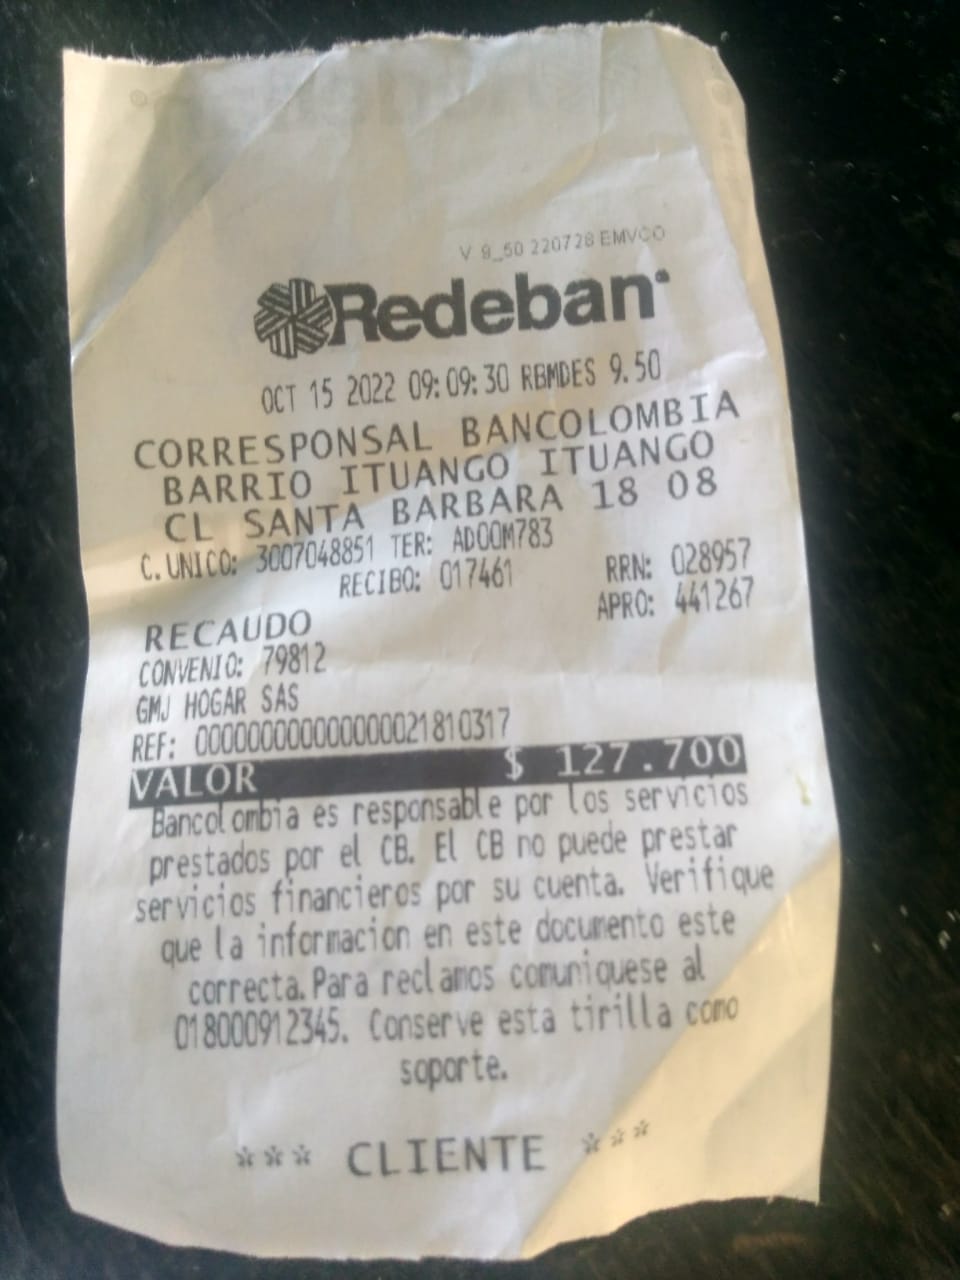 V 9_50 220728 EMVCO
Redeban
OCT 15 2022 09:09:30 RBMDES 9.50
CORRESPONSAL BANCOLOMBIA
BARRIO ITUANGO ITUANGO
CL SANTA BARBARA 18 08
C.UNICO: 3007048851 TER: ADOOM783
RECIBO: 017461 RRN: 028957
APRO: 441267
RECAUDO
CONVENIO: 79812
GMJ HOGAR SAS
REF: 0000000000000000021810317
VALOR $ 127.700
Bancolombia es responsable por los servicios
prestados por el CB. El CB no puede prestar
servicios financieros por su cuenta. Verifique
que la informacion en este documento este
correcta.Para reclamos comuniquese al
018000912345. Conserve esta tirilla como
soporte.
*** CLIENTE ***